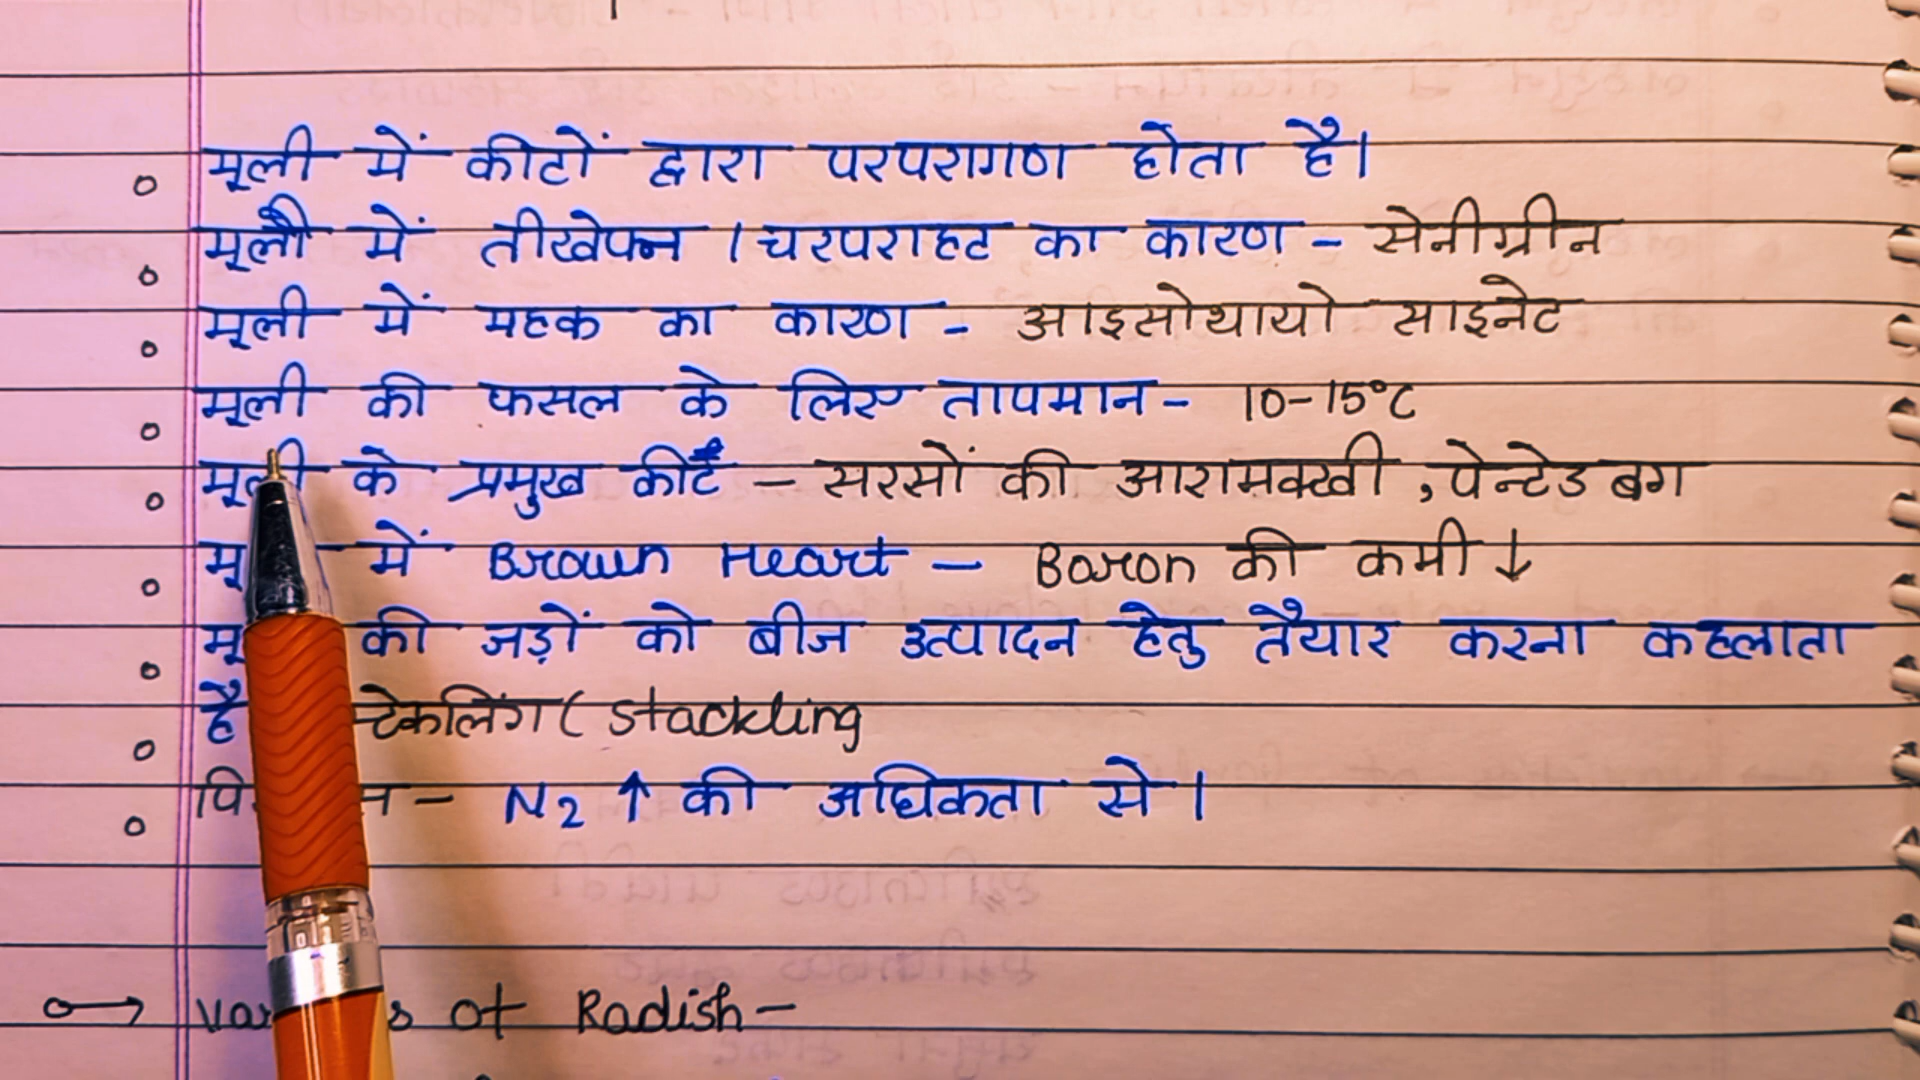 मूली में कीटों द्वारा परपरागण होता है।
मूली में तीखेपन । चरपराहट का कारण - सेनीग्रीन
मूली में महक का कारण - आइसोथायो साइनेट
मूली की फसल के लिए तापमान - 10-15°C
मूली के प्रमुख कीटें - सरसों की आरामक्खी , पेन्टेड बग
में Brown Heart - Boron की कमी ↓
की जड़ों को बीज उत्पादन हेतु तैयार करना कहलाता
है ( Stackling
- N2 ↑ की अधिकता से ।
of Radish -